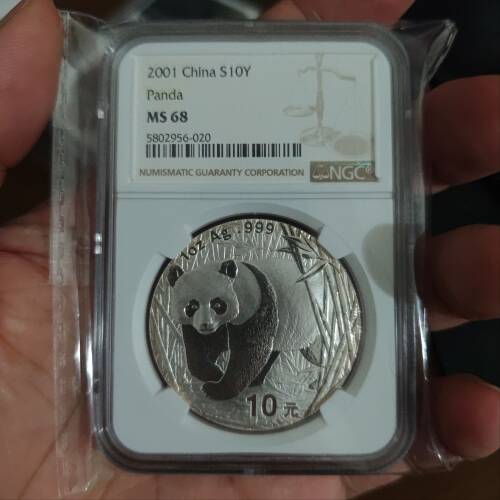 2001 China S10Y
Panda
MS 68
5802956-020
NUMISMATIC GUARANTY CORPORATION
NGC
1oz Ag .999
10元